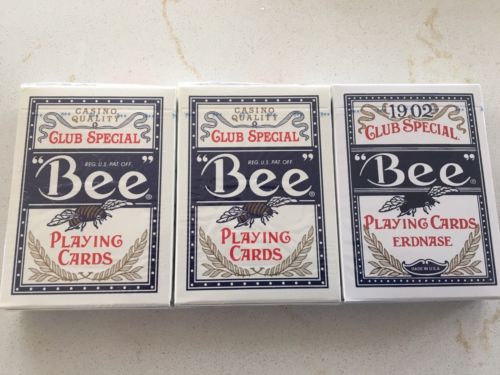 CASINO
QUALITY
CLUB SPECIAL
REG. U.S. PAT. OFF.
"Bee"®
PLAYING
CARDS
CASINO
QUALITY
CLUB SPECIAL
REG. U.S. PAT. OFF.
"Bee"®
PLAYING
CARDS
1902
CLUB SPECIAL
"Bee"®
PLAYING CARDS
ERDNASE
MADE IN U.S.A.